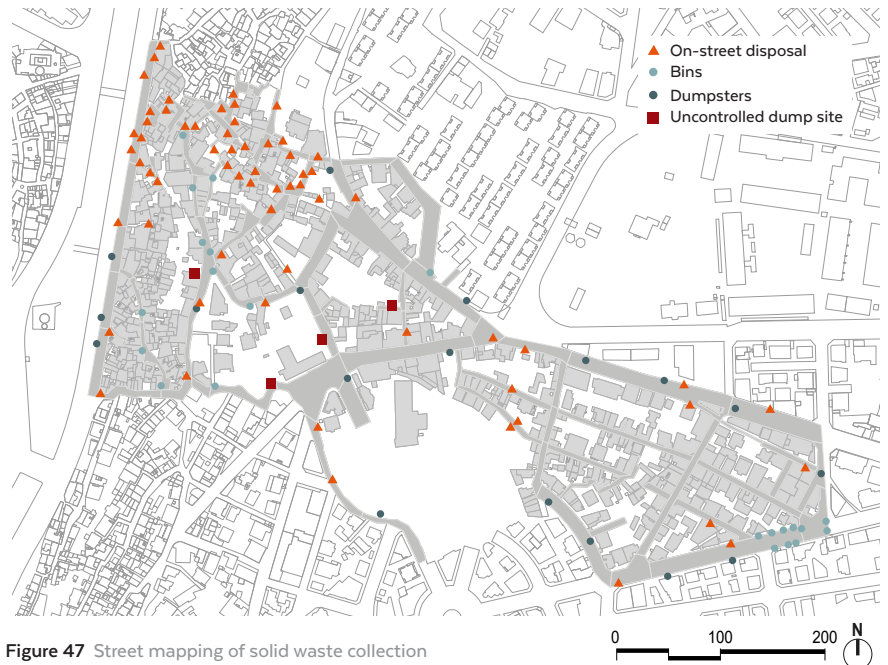 On-street disposal
Bins
Dumpsters
Uncontrolled dump site
Figure 47 Street mapping of solid waste collection
0 100 200
N